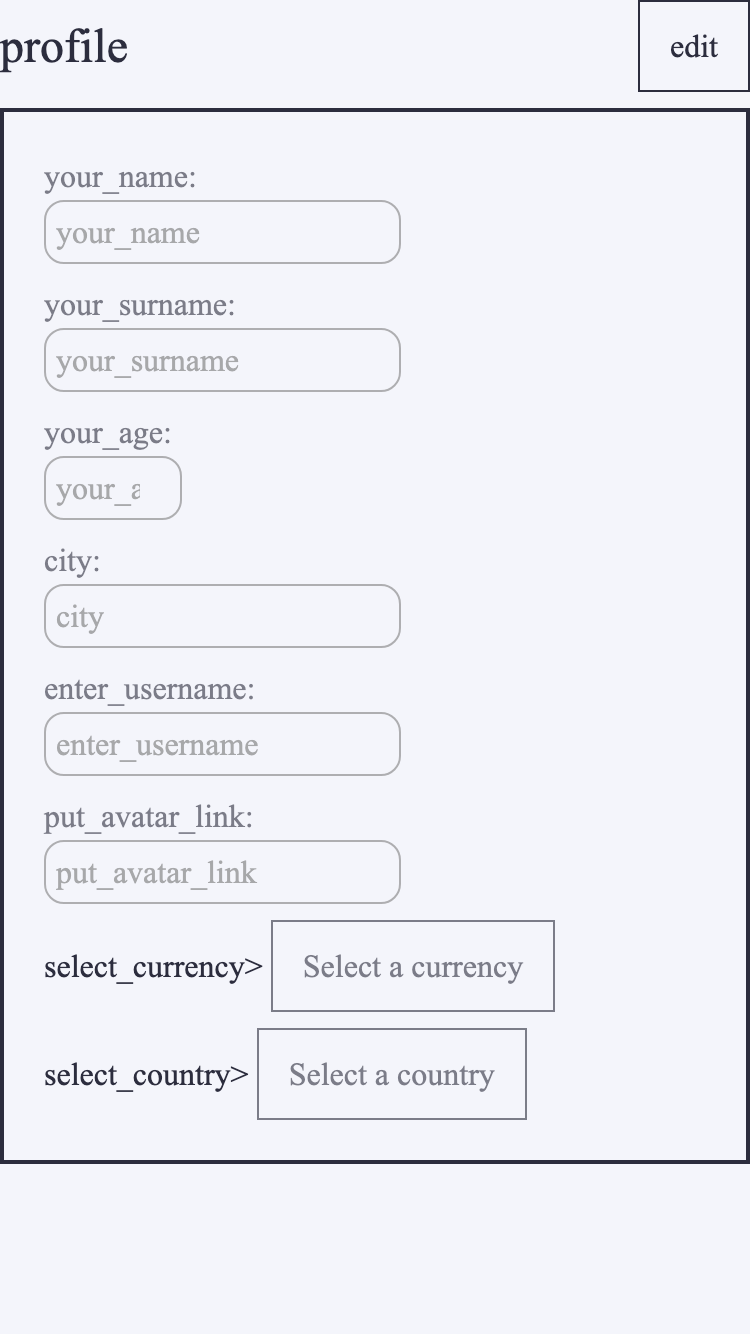 profile
edit
your_name:
your_name
your_surname:
your_surname
your_age:
your_a
city:
city
enter_username:
enter_username
put_avatar_link:
put_avatar_link
select_currency> Select a currency
select_country> Select a country